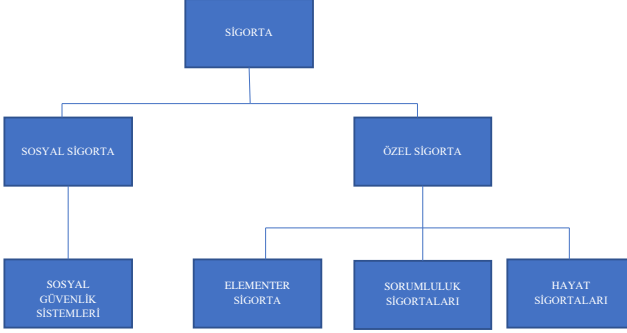 SİGORTA
SOSYAL SİGORTA
ÖZEL SİGORTA
SOSYAL
GÜVENLİK
SİSTEMLERİ
ELEMENTER
SİGORTA
SORUMLULUK
SİGORTALARI
HAYAT
SİGORTALARI